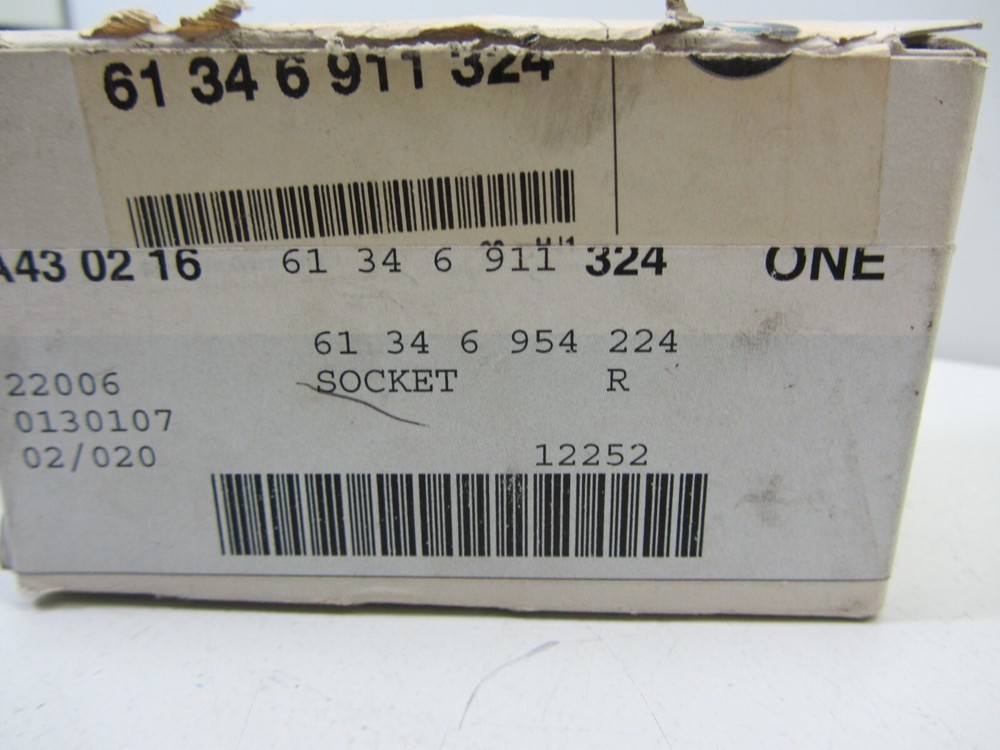 61 34 6 911 324
A43 02 16 61 34 6 911 324 ONE
61 34 6 954 224
22006 SOCKET R
0130107
02/020 12252